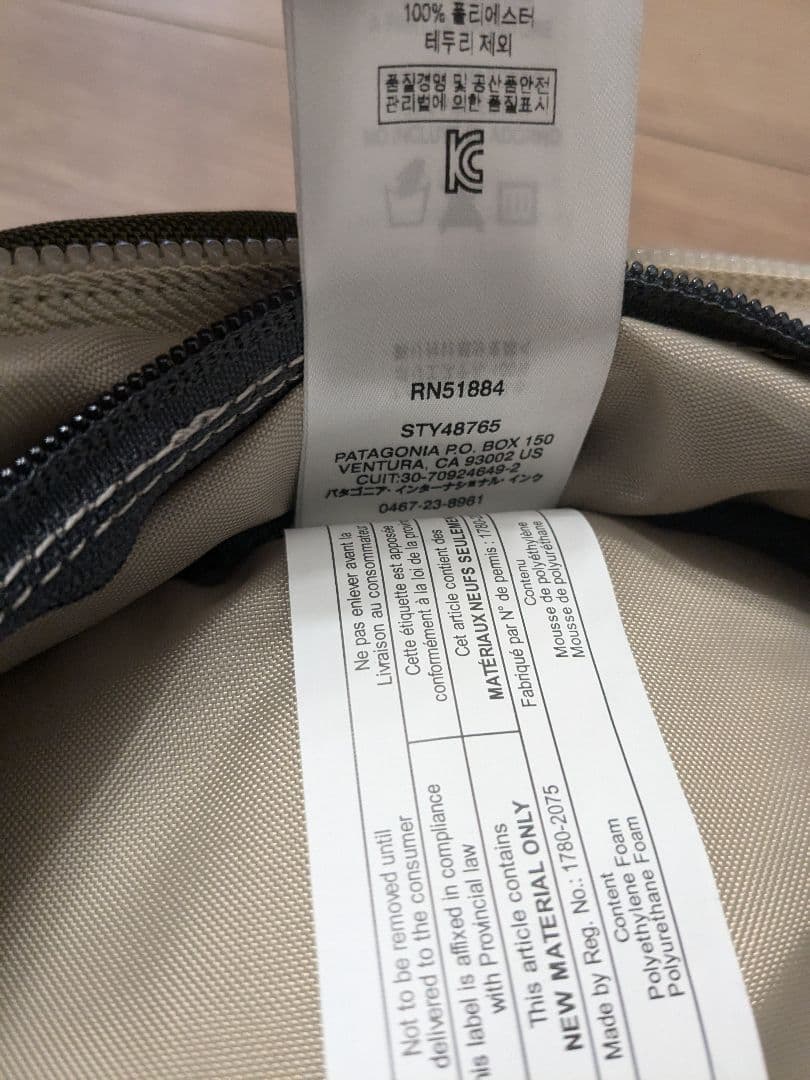 100% 폴리에스터
테두리 제외
품질경영 및 공산품안전
관리법에 의한 품질표시
KC
RN51884
STY48765
PATAGONIA P.O. BOX 150
VENTURA, CA 93002 US
CUIT:30-70924649-2
パタゴニア・インターナショナル・インク
0467-23-8961
Ne pas enlever avant la
Livraison au consommateur
Cette étiquette est apposée
conformément à la loi de la
Cet article contient des
MATÉRIAUX NEUFS SEULEMENT
Fabriqué par N° de permis : 1780-
Contenu
Mousse de polyéthylène
Mousse de polyuréthane
Not to be removed until
delivered to the consumer
label is affixed in compliance
with Provincial law
This article contains
NEW MATERIAL ONLY
Made by Reg. No.: 1780-2075
Content
Polyethylene Foam
Polyurethane Foam